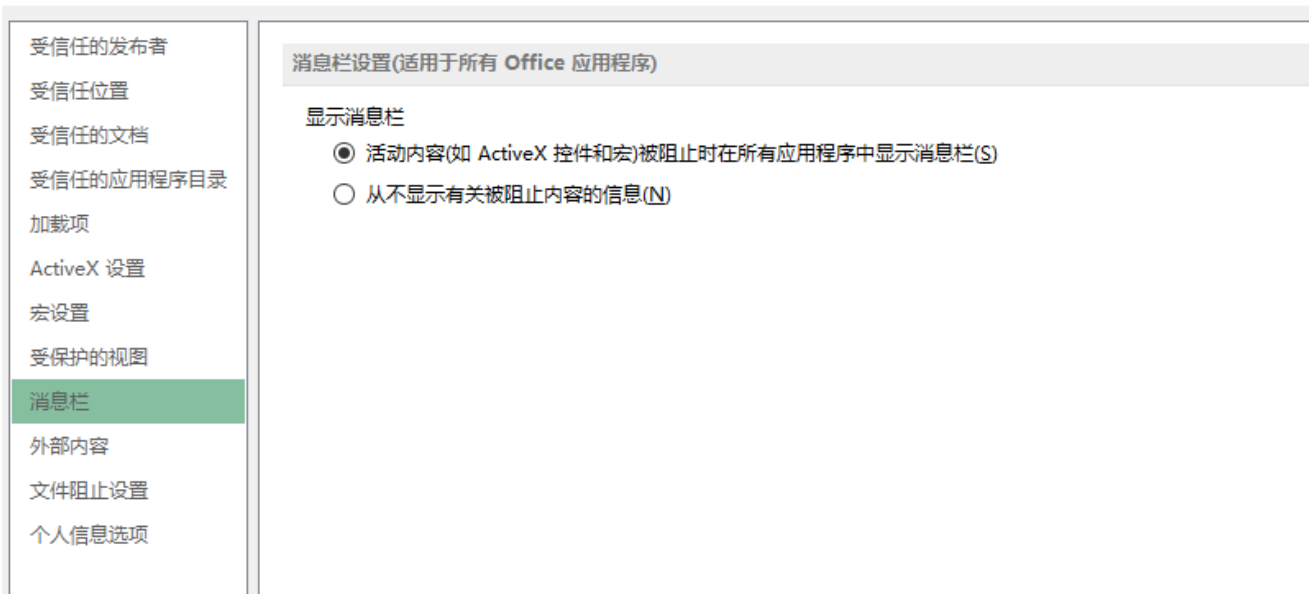 受信任的发布者
受信任位置
受信任的文档
受信任的应用程序目录
加载项
ActiveX 设置
宏设置
受保护的视图
消息栏
外部内容
文件阻止设置
个人信息选项
消息栏设置(适用于所有 Office 应用程序)
显示消息栏
活动内容(如 ActiveX 控件和宏)被阻止时在所有应用程序中显示消息栏(S)
从不显示有关被阻止内容的信息(N)